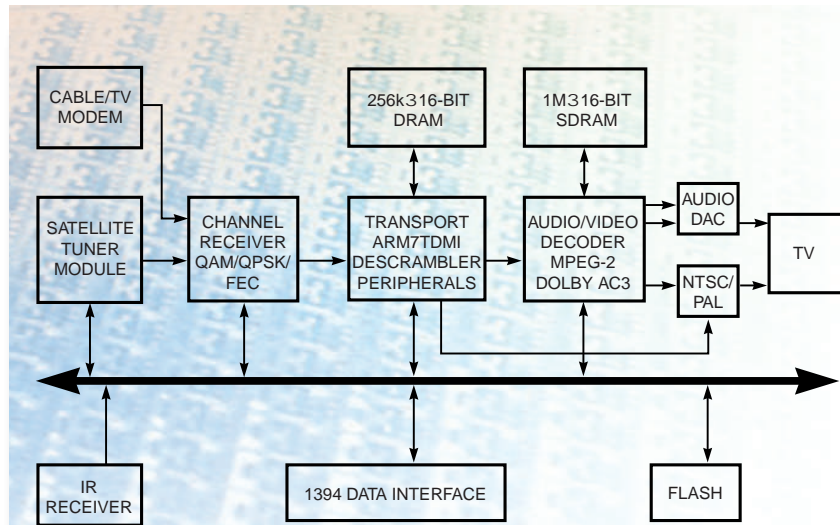 CABLE/TV
MODEM
256k316-BIT
DRAM
1M316-BIT
SDRAM
SATELLITE
TUNER
MODULE
CHANNEL
RECEIVER
QAM/QPSK/
FEC
TRANSPORT
ARM7TDMI
DESCRAMBLER
PERIPHERALS
AUDIO/VIDEO
DECODER
MPEG-2
DOLBY AC3
AUDIO
DAC
NTSC/
PAL
TV
IR
RECEIVER
1394 DATA INTERFACE
FLASH